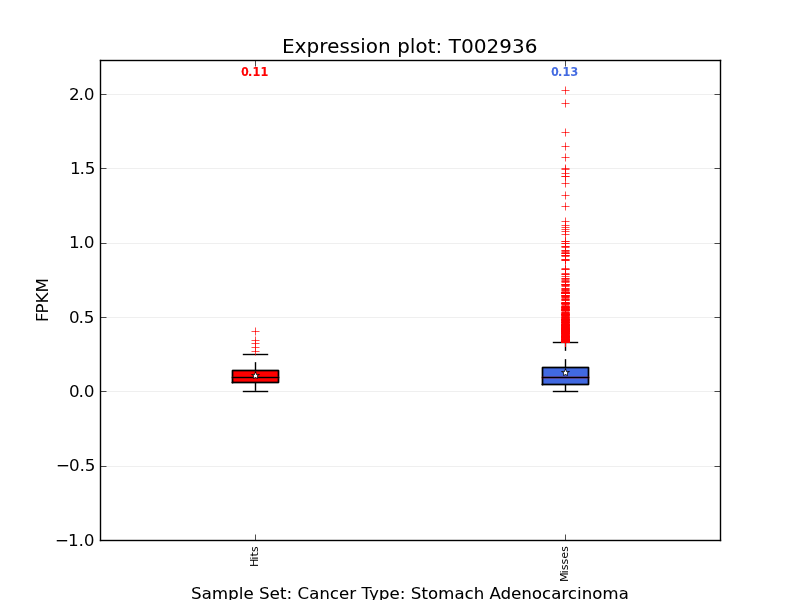 Expression plot: T002936
0.11
0.13
2.0
1.5
1.0
0.5
0.0
−0.5
−1.0
FPKM
Hits
Misses
Sample Set: Cancer Type: Stomach Adenocarcinoma